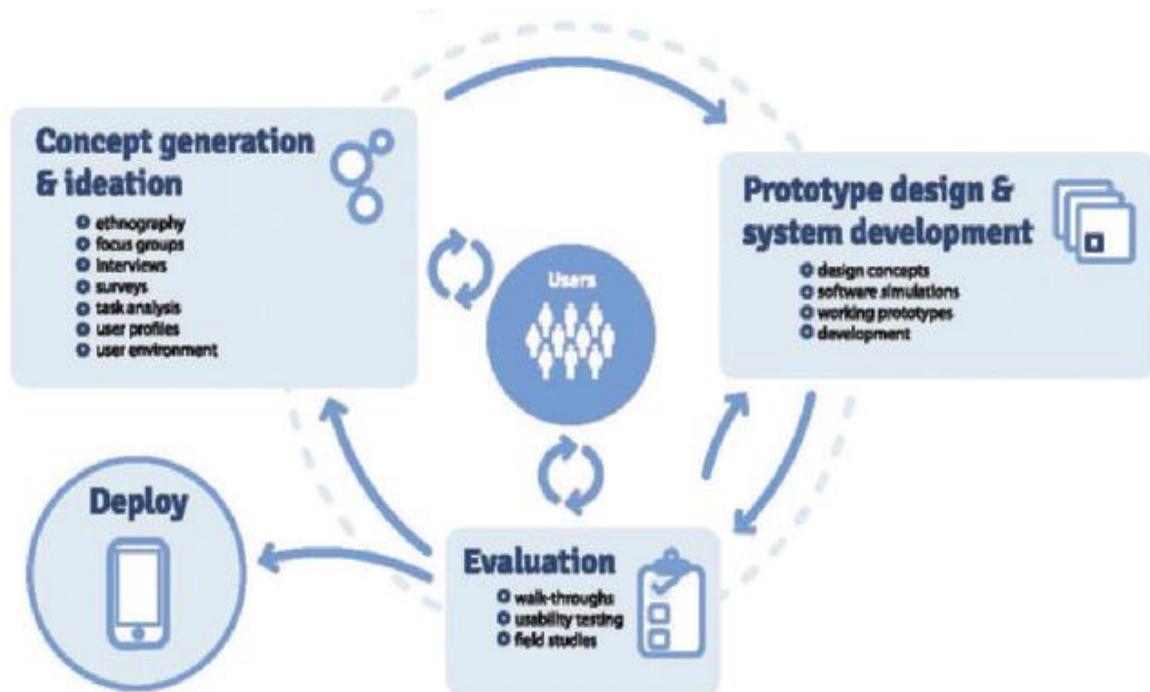 Concept generation
& ideation
ethnography
focus groups
interviews
surveys
task analysis
user profiles
user environment
Users
Prototype design &
system development
design concepts
software simulations
working prototypes
development
Deploy
Evaluation
walk-throughs
usability testing
field studies